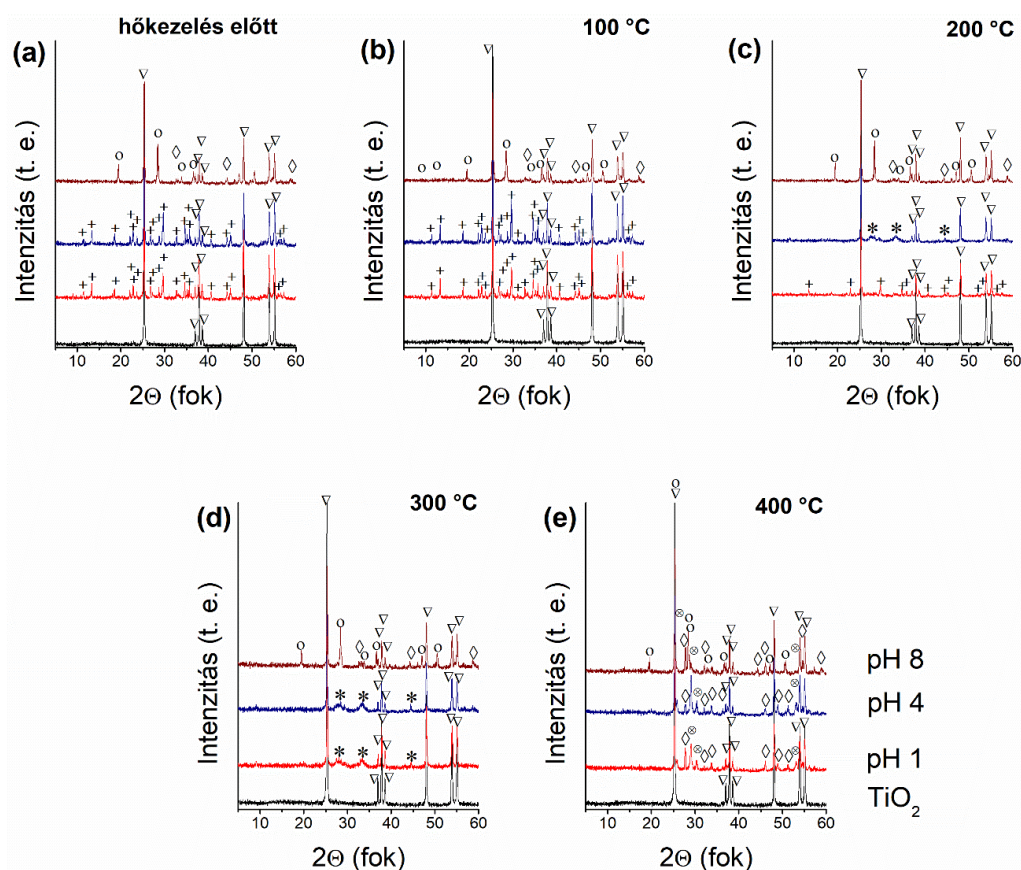 hőkezelés előtt
(a)
Intenzitás (t. e.)
10 20 30 40 50 60
2Θ (fok)
100 °C
(b)
Intenzitás (t. e.)
10 20 30 40 50 60
2Θ (fok)
200 °C
(c)
Intenzitás (t. e.)
10 20 30 40 50 60
2Θ (fok)
300 °C
(d)
Intenzitás (t. e.)
10 20 30 40 50 60
2Θ (fok)
400 °C
(e)
Intenzitás (t. e.)
10 20 30 40 50 60
2Θ (fok)
pH 8
pH 4
pH 1
TiO₂